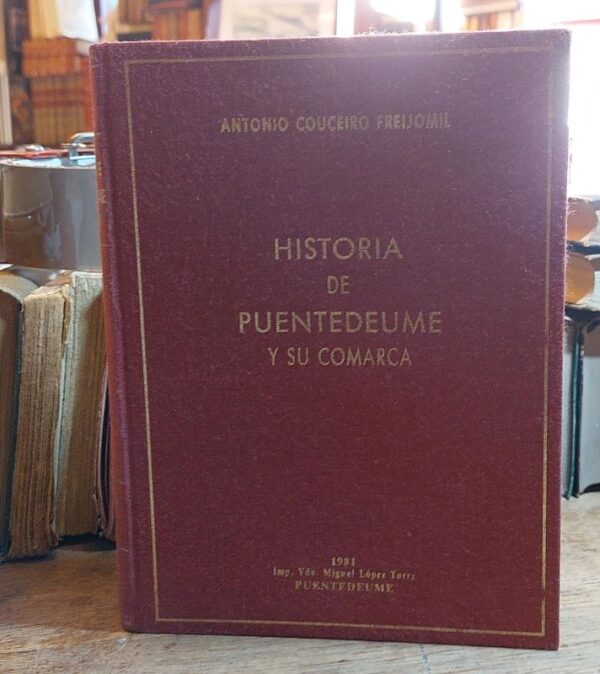 ANTONIO COUCEIRO FREIJOMIL
HISTORIA
DE
PUENTEDEUME
Y SU COMARCA
1981
Imp. Vda. Miguel López Torre
PUENTEDEUME